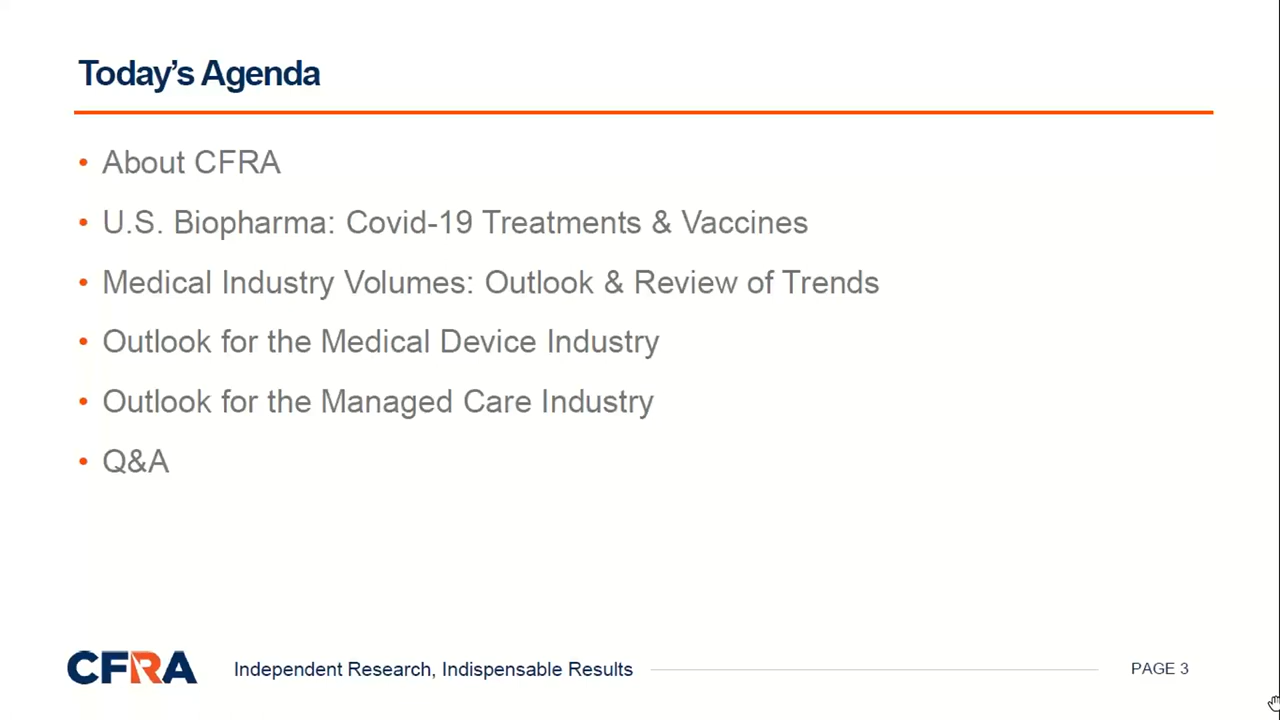 Today's Agenda
• About CFRA
• U.S. Biopharma: Covid-19 Treatments & Vaccines
• Medical Industry Volumes: Outlook & Review of Trends
• Outlook for the Medical Device Industry
• Outlook for the Managed Care Industry
• Q&A
CFRA Independent Research, Indispensable Results PAGE 3